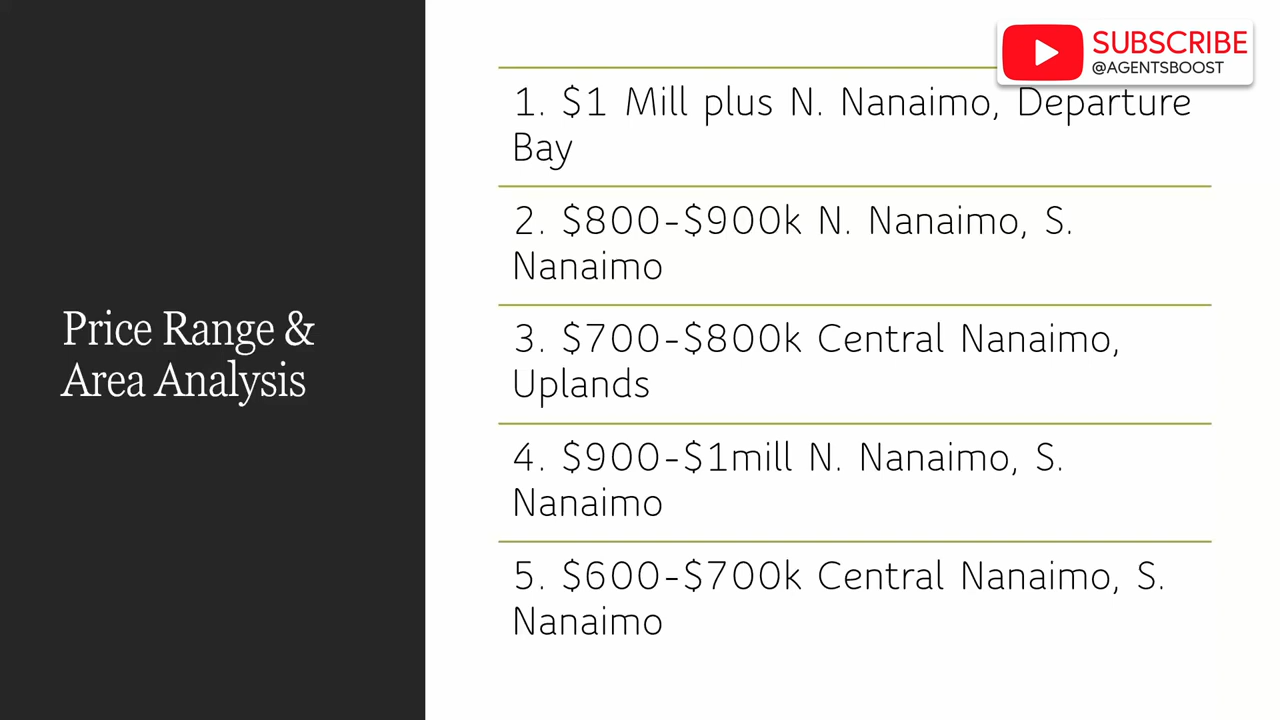 SUBSCRIBE
@AGENTSBOOST
1. $1 Mill plus N. Nanaimo, Departure
Bay
2. $800-$900k N. Nanaimo, S.
Nanaimo
Price Range &
Area Analysis
3. $700-$800k Central Nanaimo,
Uplands
4. $900-$1mill N. Nanaimo, S.
Nanaimo
5. $600-$700k Central Nanaimo, S.
Nanaimo